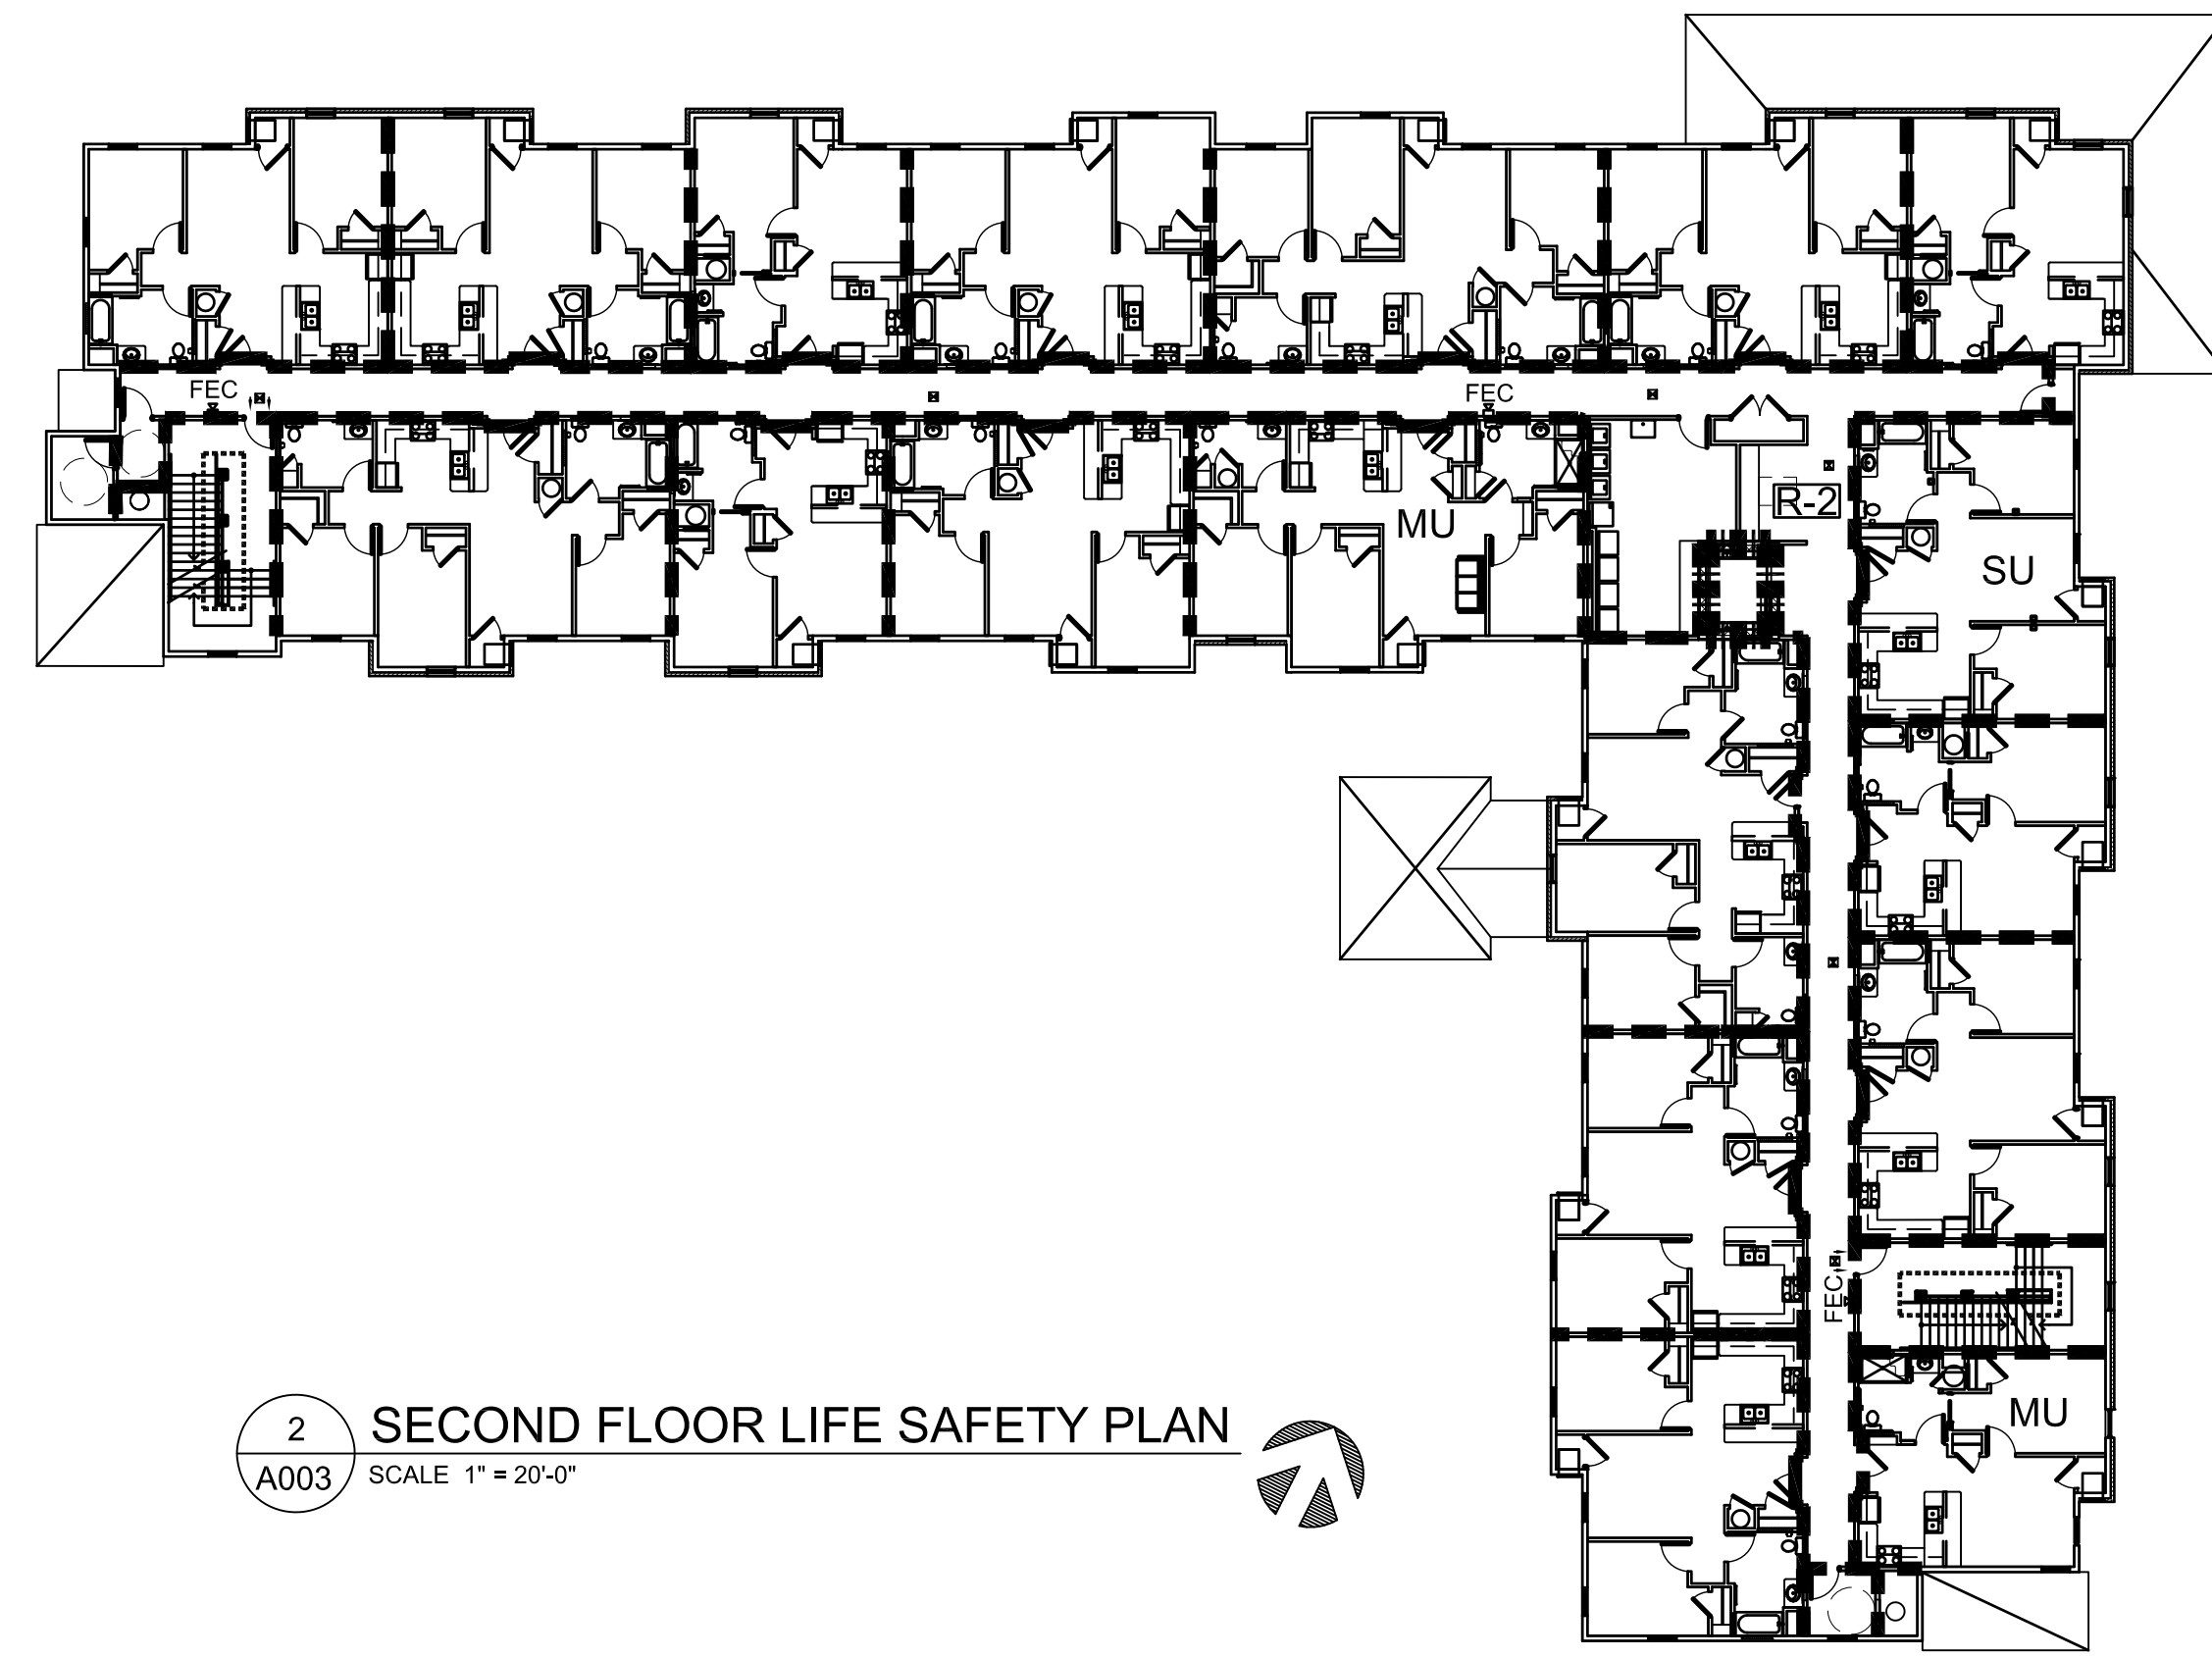 FEC
FEC
R-2
MU
SU
FEC
MU
2
SECOND FLOOR LIFE SAFETY PLAN
A003
SCALE 1" = 20'-0"